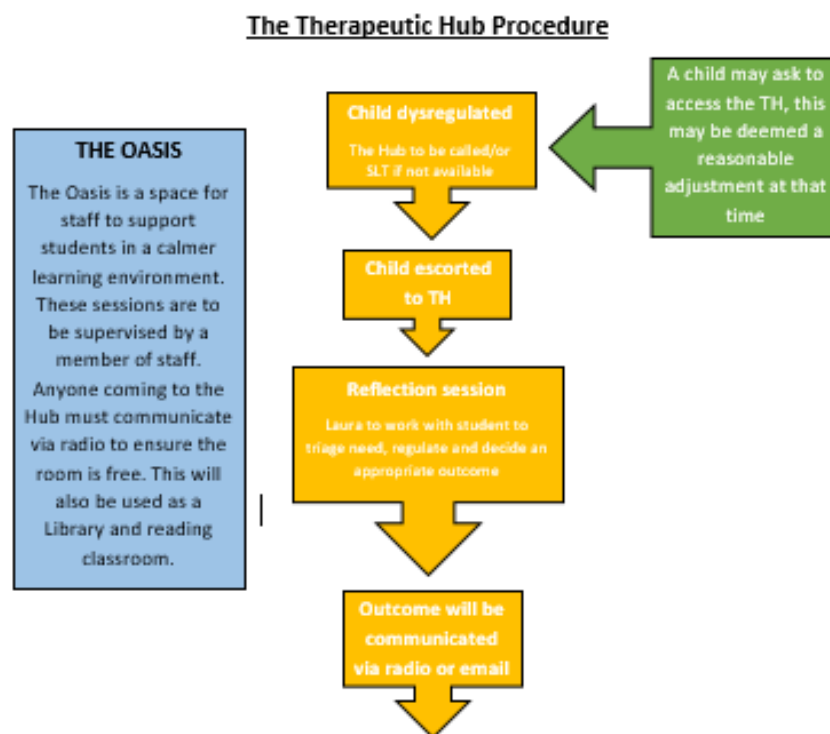 The Therapeutic Hub Procedure
THE OASIS
The Oasis is a space for
staff to support
students in a calmer
learning environment.
These sessions are to
be supervised by a
member of staff.
Anyone coming to the
Hub must communicate
via radio to ensure the
room is free. This will
also be used as a
Library and reading
classroom.
Child dysregulated
The Hub to be called/or
SLT if not available
A child may ask to
access the TH, this
may be deemed a
reasonable
adjustment at that
time
Child escorted
to TH
Reflection session
Laura to work with student to
triage need, regulate and decide an
appropriate outcome
Outcome will be
communicated
via radio or email